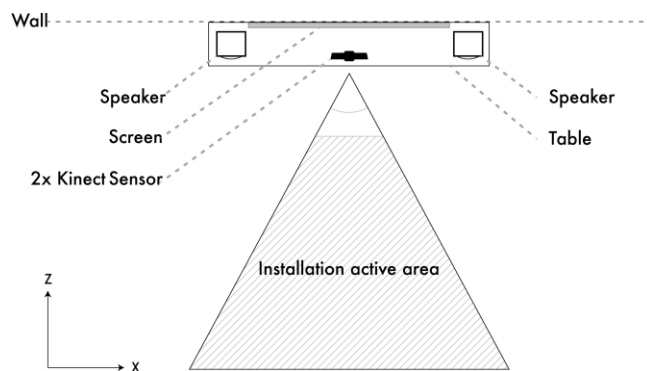 Wall
Speaker
Speaker
Screen
Table
2x Kinect Sensor
Installation active area
Z
X